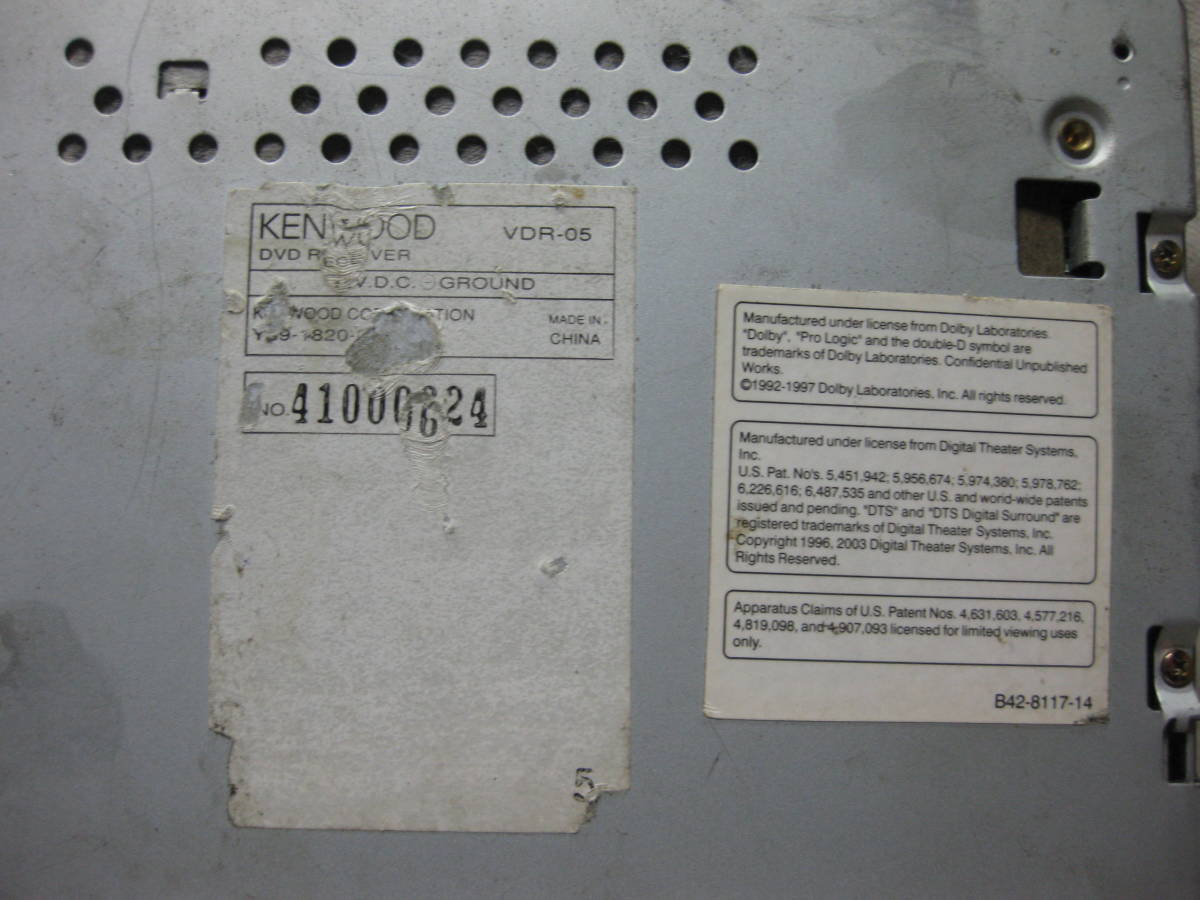 KENWOOD VDR-05
DVD RECEIVER
V.D.C. ⊖ GROUND
KENWOOD CORPORATION MADE IN
CHINA
NO. 41000624
5
Manufactured under license from Dolby Laboratories.
"Dolby", "Pro Logic" and the double-D symbol are
trademarks of Dolby Laboratories. Confidential Unpublished
Works.
©1992-1997 Dolby Laboratories, Inc. All rights reserved.
Manufactured under license from Digital Theater Systems,
Inc.
U.S. Pat. No's. 5,451,942; 5,956,674; 5,974,380; 5,978,762;
6,226,616; 6,487,535 and other U.S. and world-wide patents
issued and pending. "DTS" and "DTS Digital Surround" are
registered trademarks of Digital Theater Systems, Inc.
Copyright 1996, 2003 Digital Theater Systems, Inc. All
Rights Reserved.
Apparatus Claims of U.S. Patent Nos. 4,631,603, 4,577,216,
4,819,098, and 4,907,093 licensed for limited viewing uses
only.
B42-8117-14